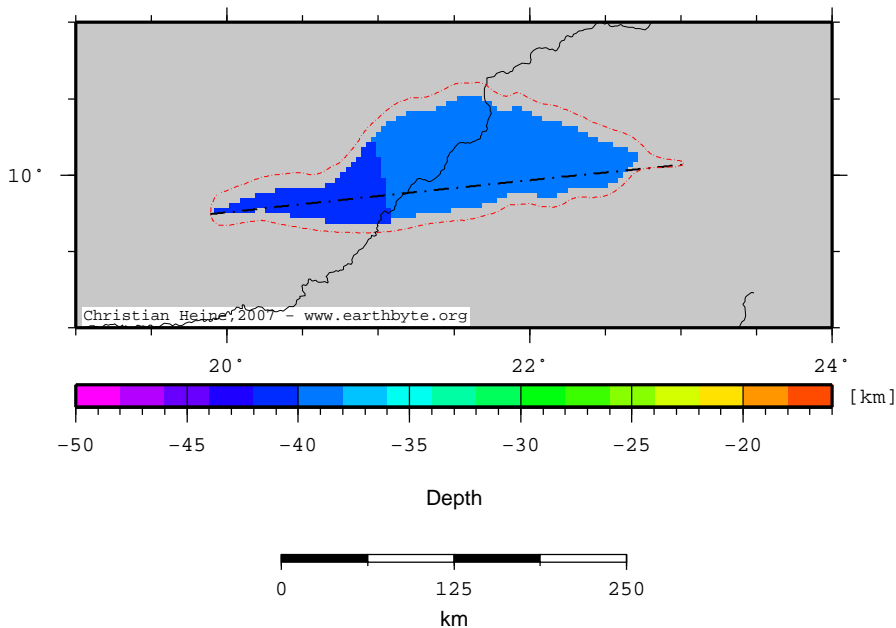 10°
Christian Heine,2007 - www.earthbyte.org
20° 22° 24°
[km]
-50 -45 -40 -35 -30 -25 -20
Depth
0 125 250
km